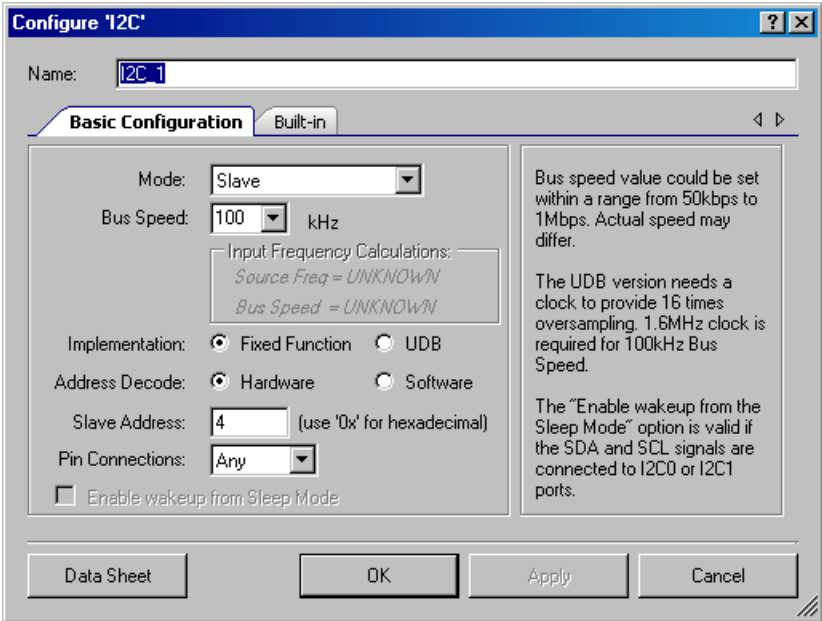 Configure 'I2C'
Name: I2C_1
Basic Configuration Built-in
Mode: Slave
Bus Speed: 100 kHz
Input Frequency Calculations:
Source Freq = UNKNOWN
Bus Speed = UNKNOWN
Implementation: Fixed Function UDB
Address Decode: Hardware Software
Slave Address: 4 (use '0x' for hexadecimal)
Pin Connections: Any
Enable wakeup from Sleep Mode
Bus speed value could be set
within a range from 50kbps to
1Mbps. Actual speed may
differ.
The UDB version needs a
clock to provide 16 times
oversampling. 1.6MHz clock is
required for 100kHz Bus
Speed.
The "Enable wakeup from the
Sleep Mode" option is valid if
the SDA and SCL signals are
connected to I2C0 or I2C1
ports.
Data Sheet OK Apply Cancel